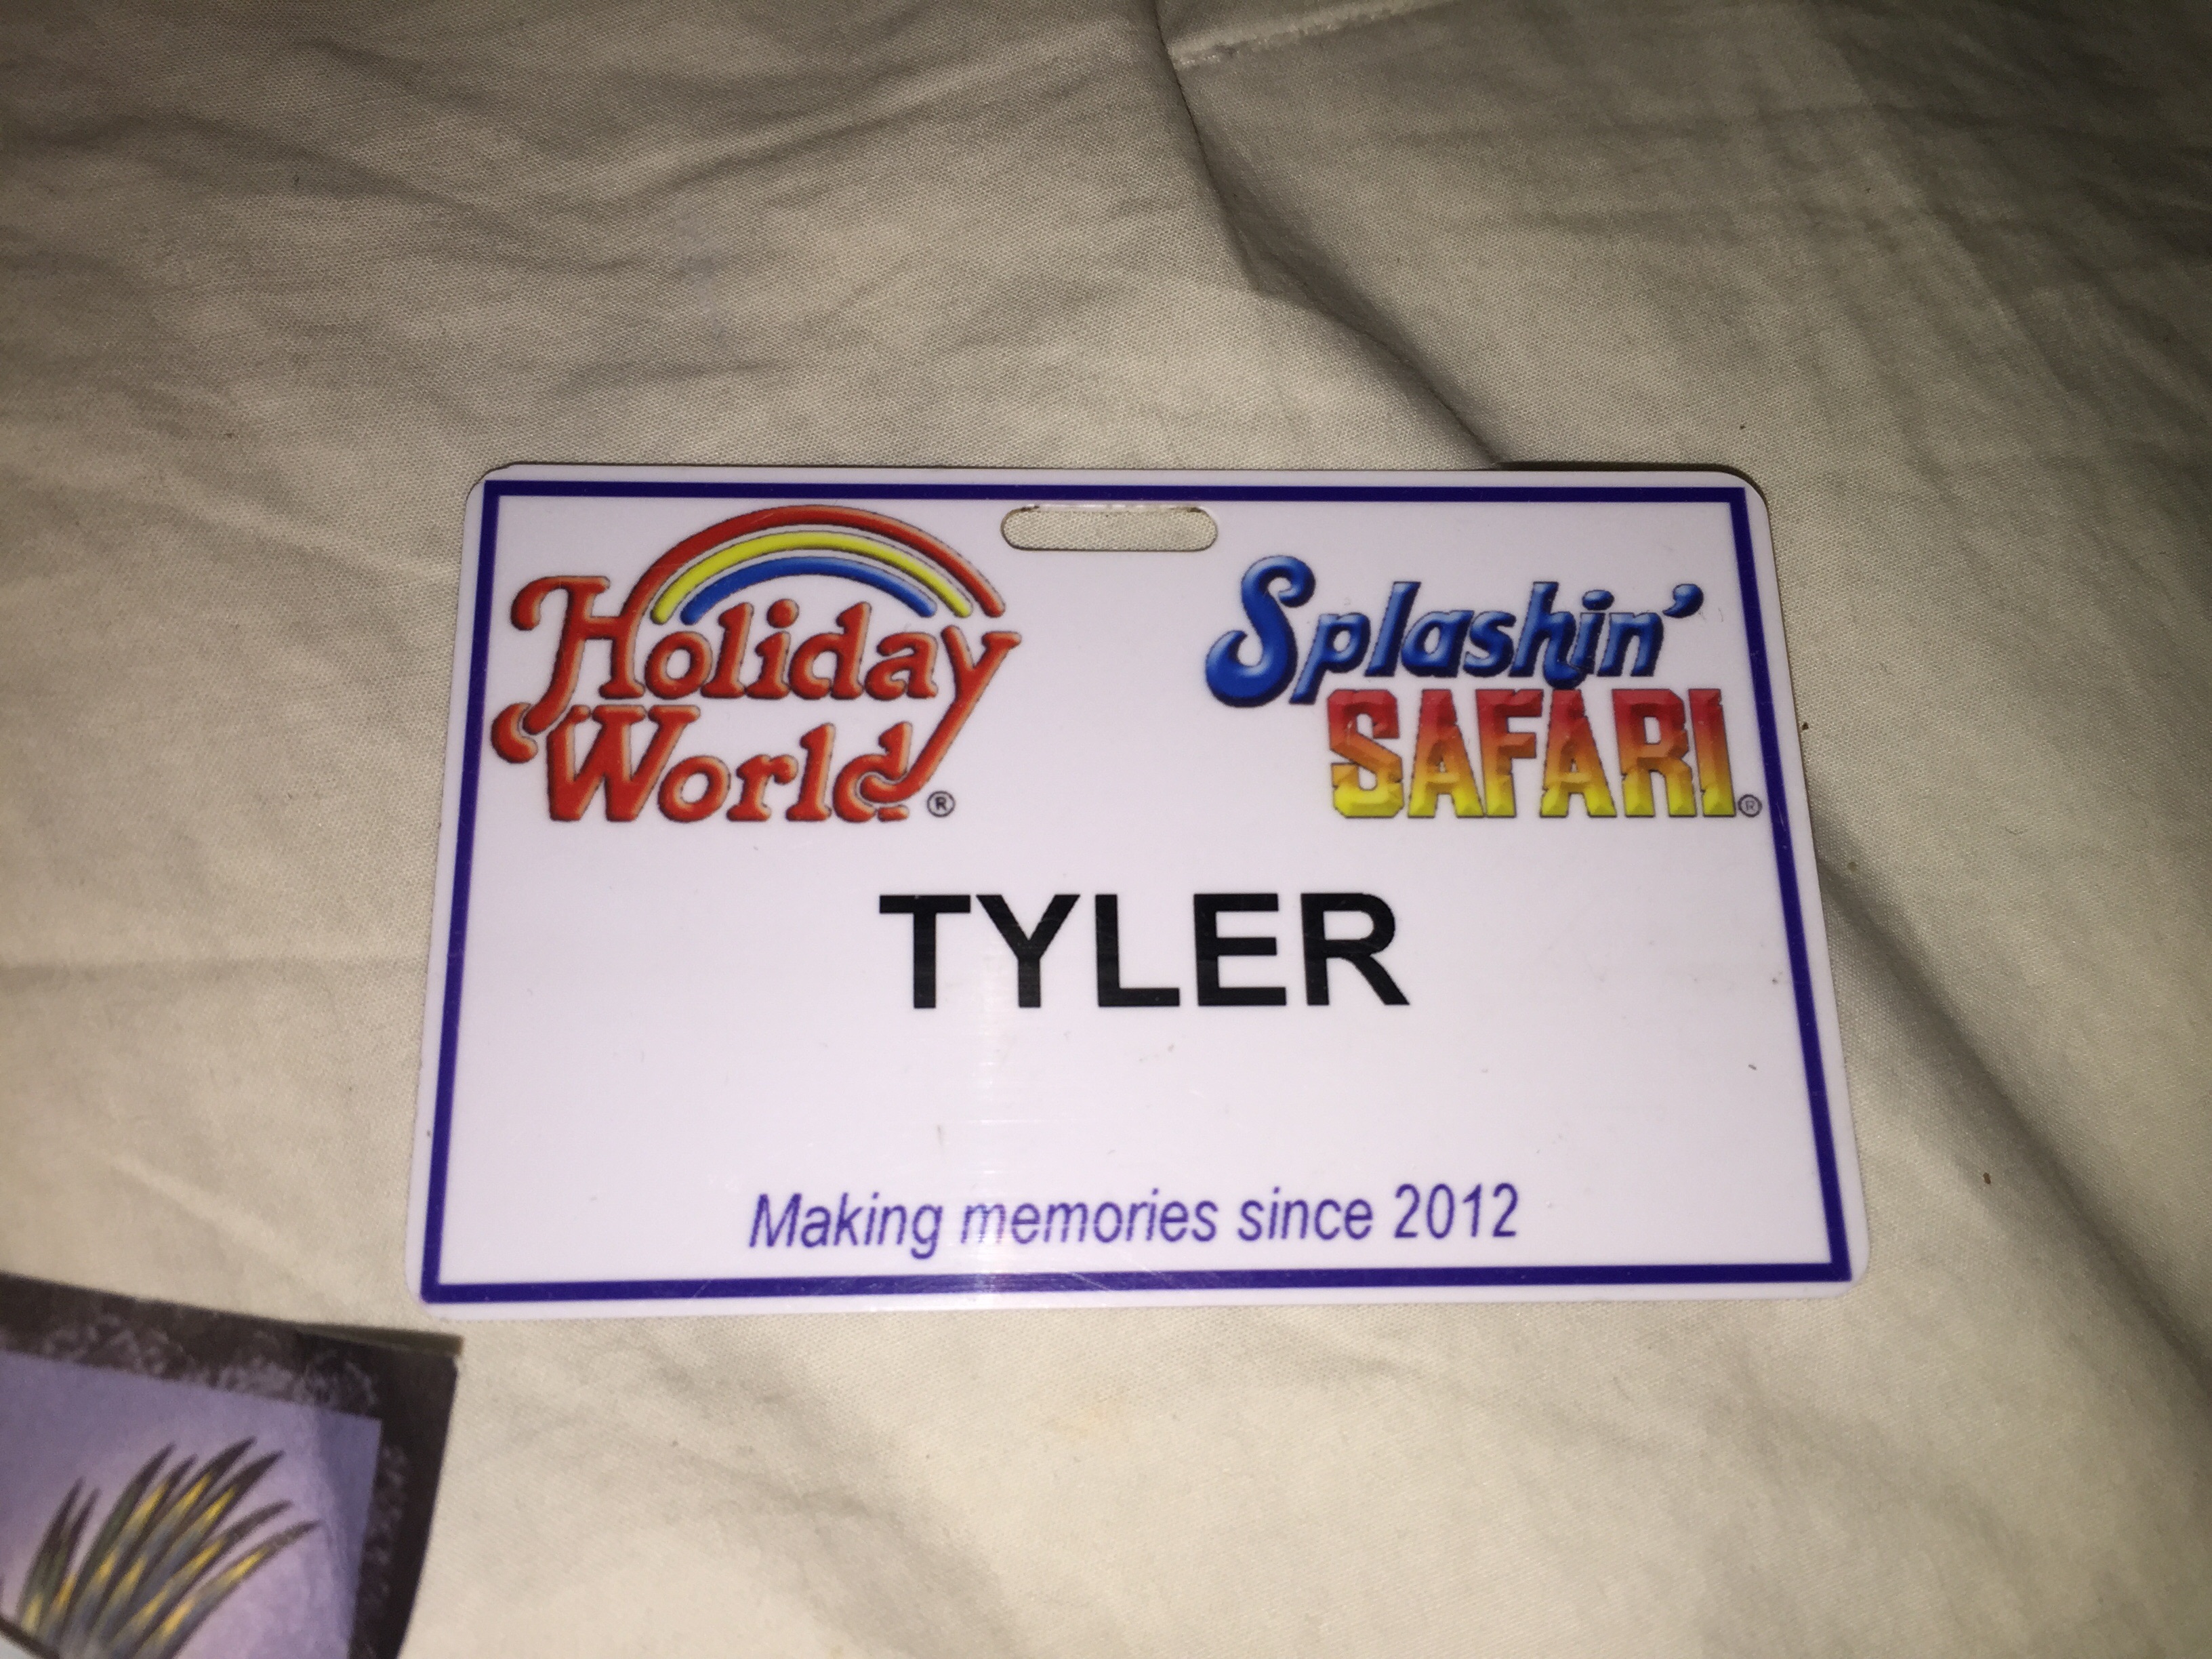 Holiday
World®
Splashin'
SAFARI®
TYLER
Making memories since 2012